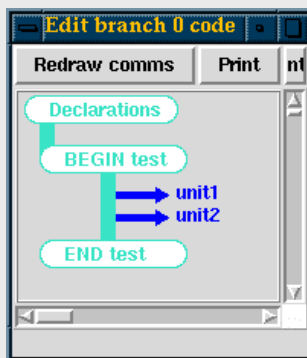 Edit branch 0 code
Redraw comms Print nt
Declarations
BEGIN test
unit1
unit2
END test